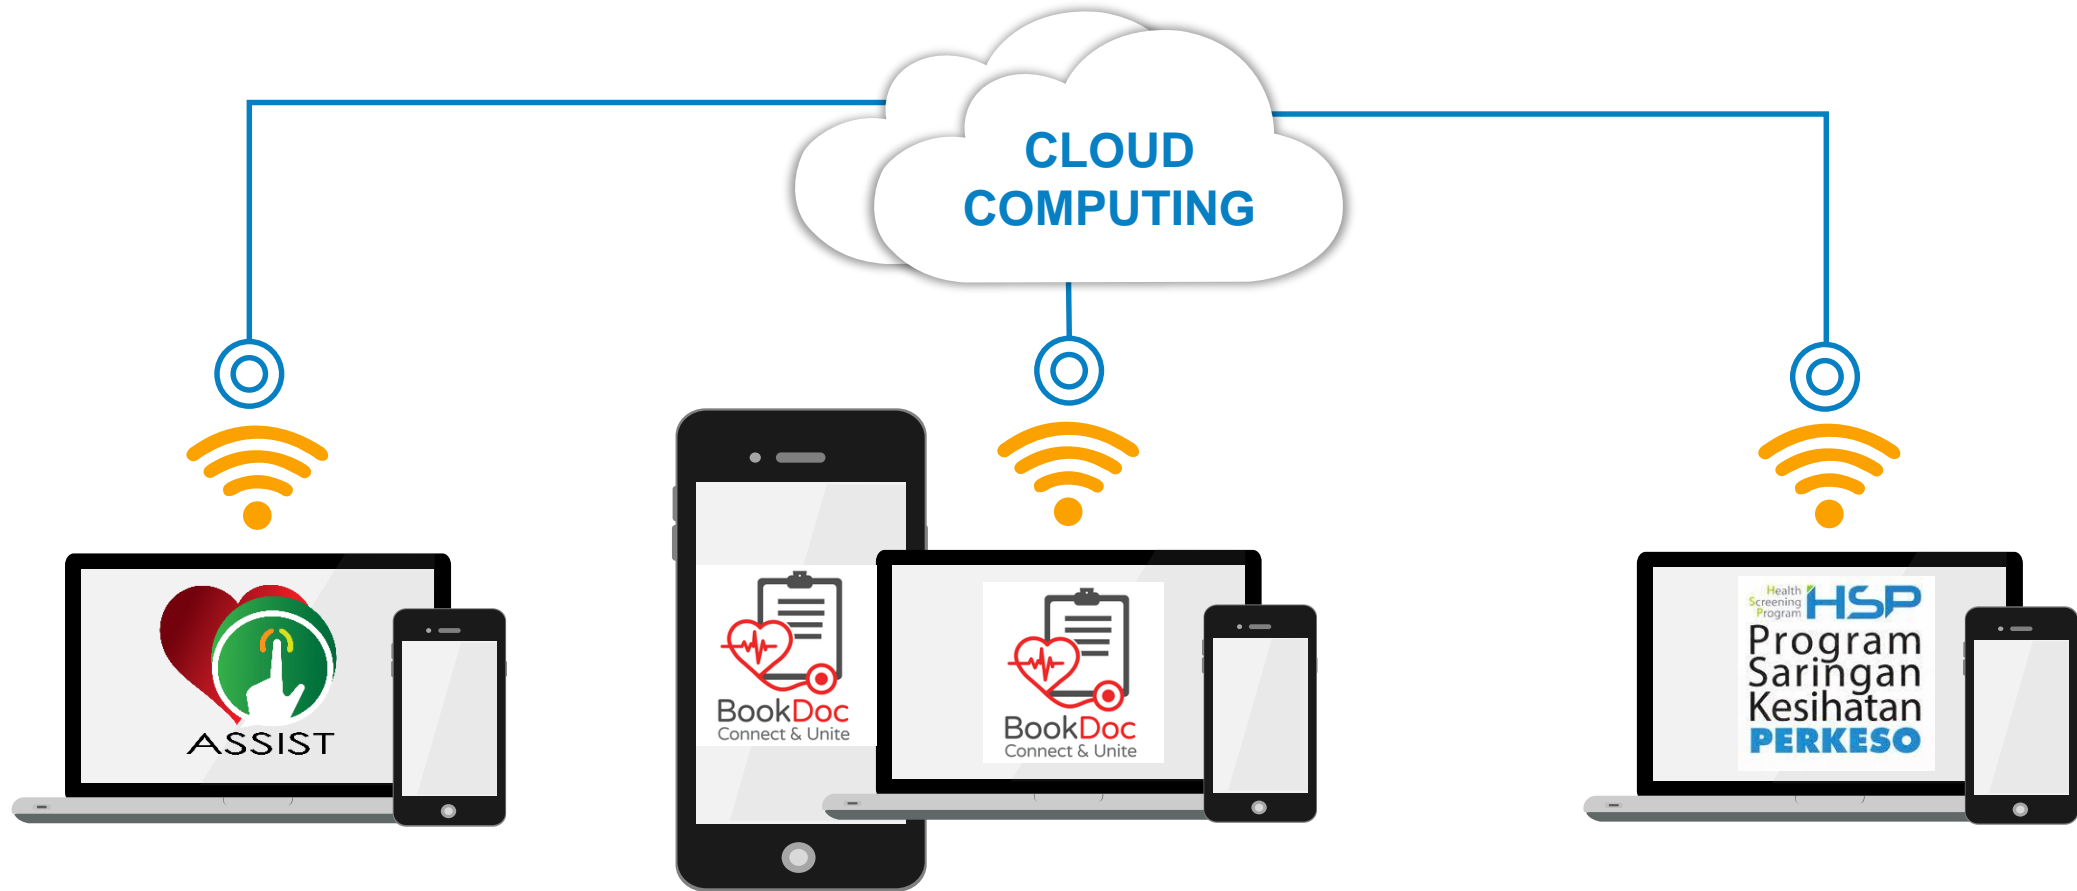 CLOUD
COMPUTING
ASSIST
BookDoc
Connect & Unite
BookDoc
Connect & Unite
Health
Screening
Program
HSP
Program
Saringan
Kesihatan
PERKESO